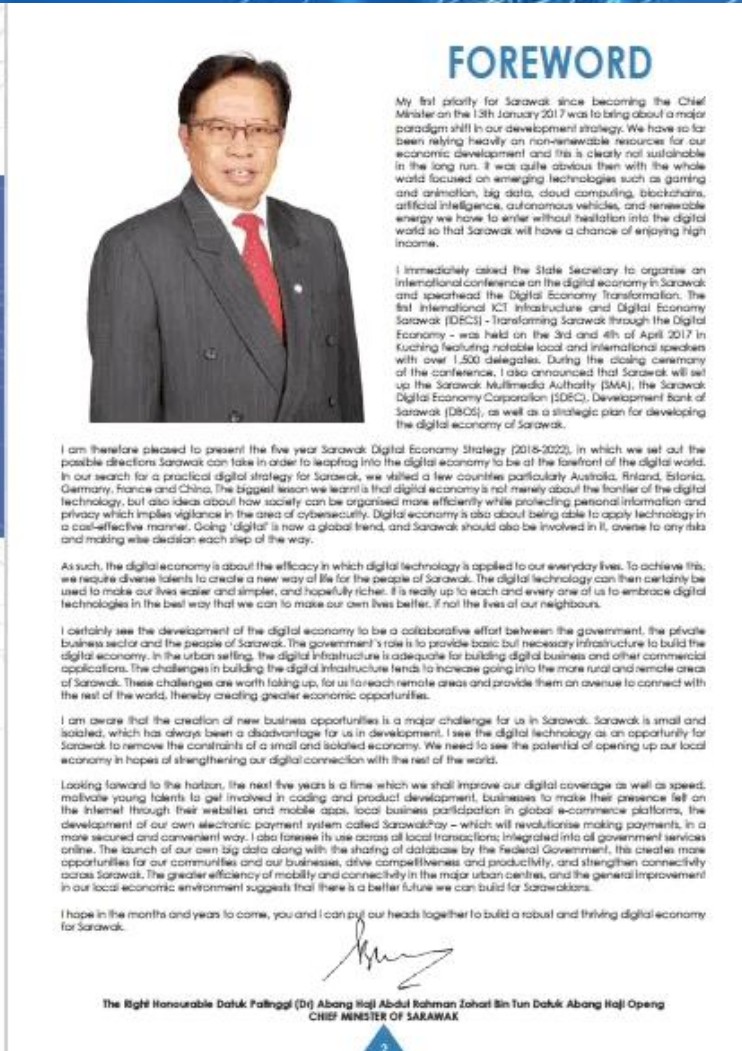 FOREWORD
My first priority for Sarawak since becoming the Chief
Minister on the 13th January 2017 was to bring about a major
paradigm shift in our development strategy. We have so far
been relying heavily on non-renewable resources for our
economic development and this is clearly not sustainable
in the long run. It was quite obvious then with the whole
world focused on emerging technologies such as gaming
and animation, big data, cloud computing, blockchains,
artificial intelligence, autonomous vehicles, and renewable
energy we have to enter without hesitation into the digital
world so that Sarawak will have a chance of enjoying high
income.
I immediately asked the State Secretary to organise an
international conference on the digital economy in Sarawak
and spearhead the Digital Economy Transformation. The
first International ICT Infrastructure and Digital Economy
Sarawak (IDECS) - Transforming Sarawak through the Digital
Economy - was held on the 3rd and 4th of April 2017 in
Kuching featuring notable local and international speakers
with over 1,500 delegates. During the closing ceremony
of the conference, I also announced that Sarawak will set
up the Sarawak Multimedia Authority (SMA), the Sarawak
Digital Economy Corporation (SDEC), Development Bank of
Sarawak (DBOS), as well as a strategic plan for developing
the digital economy of Sarawak.
I am therefore pleased to present the five year Sarawak Digital Economy Strategy (2018-2022), in which we set out the
possible directions Sarawak can take in order to leapfrog into the digital economy to be at the forefront of the digital world.
In our search for a practical digital strategy for Sarawak, we visited a few countries particularly Australia, Finland, Estonia,
Germany, France and China. The biggest lesson we learnt is that digital economy is not merely about the frontier of the digital
technology, but also ideas about how society can be organised more efficiently while protecting personal information and
privacy which implies vigilance in the area of cybersecurity. Digital economy is also about being able to apply technology in
a cost-effective manner. Going 'digital' is now a global trend, and Sarawak should also be involved in it, averse to any risks
and making wise decision each step of the way.
As such, the digital economy is about the efficacy in which digital technology is applied to our everyday lives. To achieve this,
we require diverse talents to create a new way of life for the people of Sarawak. The digital technology can then certainly be
used to make our lives easier and simpler, and hopefully richer. It is really up to each and every one of us to embrace digital
technologies in the best way that we can to make our own lives better, if not the lives of our neighbours.
I certainly see the development of the digital economy to be a collaborative effort between the government, the private
business sector and the people of Sarawak. The government's role is to provide basic but necessary infrastructure to build the
digital economy. In the urban setting, the digital infrastructure is adequate for building digital business and other commercial
applications. The challenges in building the digital infrastructure tends to increase going into the more rural and remote areas
of Sarawak. These challenges are worth taking up, for us to reach remote areas and provide them an avenue to connect with
the rest of the world, thereby creating greater economic opportunities.
I am aware that the creation of new business opportunities is a major challenge for us in Sarawak. Sarawak is small and
isolated, which has always been a disadvantage for us in development. I see the digital technology as an opportunity for
Sarawak to remove the constraints of a small and isolated economy. We need to see the potential of opening up our local
economy in hopes of strengthening our digital connection with the rest of the world.
Looking forward to the horizon, the next five years is a time which we shall improve our digital coverage as well as speed,
motivate young talents to get involved in coding and product development, businesses to make their presence felt on
the Internet through their websites and mobile apps, local business participation in global e-commerce platforms, the
development of our own electronic payment system called SarawakPay – which will revolutionise making payments, in a
more secured and convenient way. I also foresee its use across all local transactions; integrated into all government services
online. The launch of our own big data along with the sharing of database by the Federal Government, this creates more
opportunities for our communities and our businesses, drive competitiveness and productivity, and strengthen connectivity
across Sarawak. The greater efficiency of mobility and connectivity in the major urban centres, and the general improvement
in our local economic environment suggests that there is a better future we can build for Sarawakians.
I hope in the months and years to come, you and I can put our heads together to build a robust and thriving digital economy
for Sarawak.
The Right Honourable Datuk Patinggi (Dr) Abang Haji Abdul Rahman Zohari Bin Tun Datuk Abang Haji Openg
CHIEF MINISTER OF SARAWAK
2